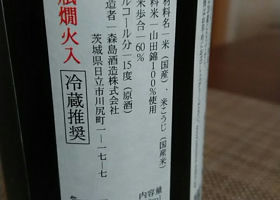 材料名―米(国産)、米こうじ(国産米)
料米―山田錦100%使用
米歩合―60%
ルコール分―15度(原酒)
造者―森島酒造株式会社
茨城県日立市川尻町一―一七―七
内容量
瓶燗火入
冷蔵推奨